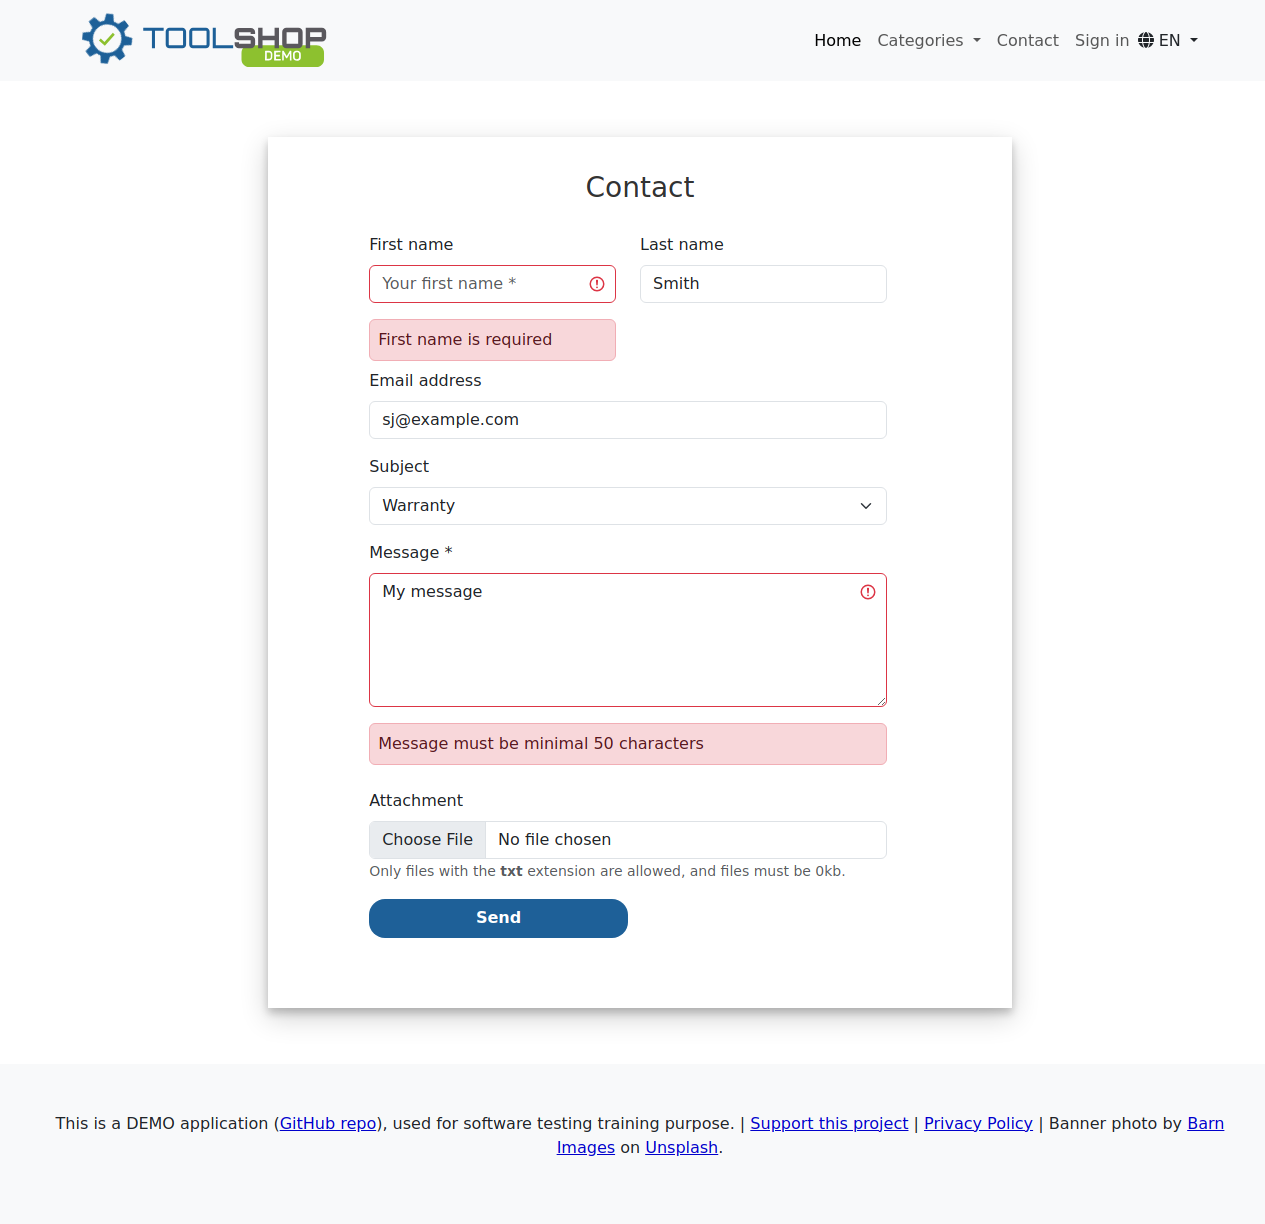 TOOLSHOP
DEMO
Home Categories Contact Sign in EN
Contact
First name Last name
Your first name * Smith
First name is required
Email address
sj@example.com
Subject
Warranty
Message *
My message
Message must be minimal 50 characters
Attachment
Choose File No file chosen
Only files with the txt extension are allowed, and files must be 0kb.
Send
This is a DEMO application (GitHub repo), used for software testing training purpose. | Support this project | Privacy Policy | Banner photo by Barn
Images on Unsplash.